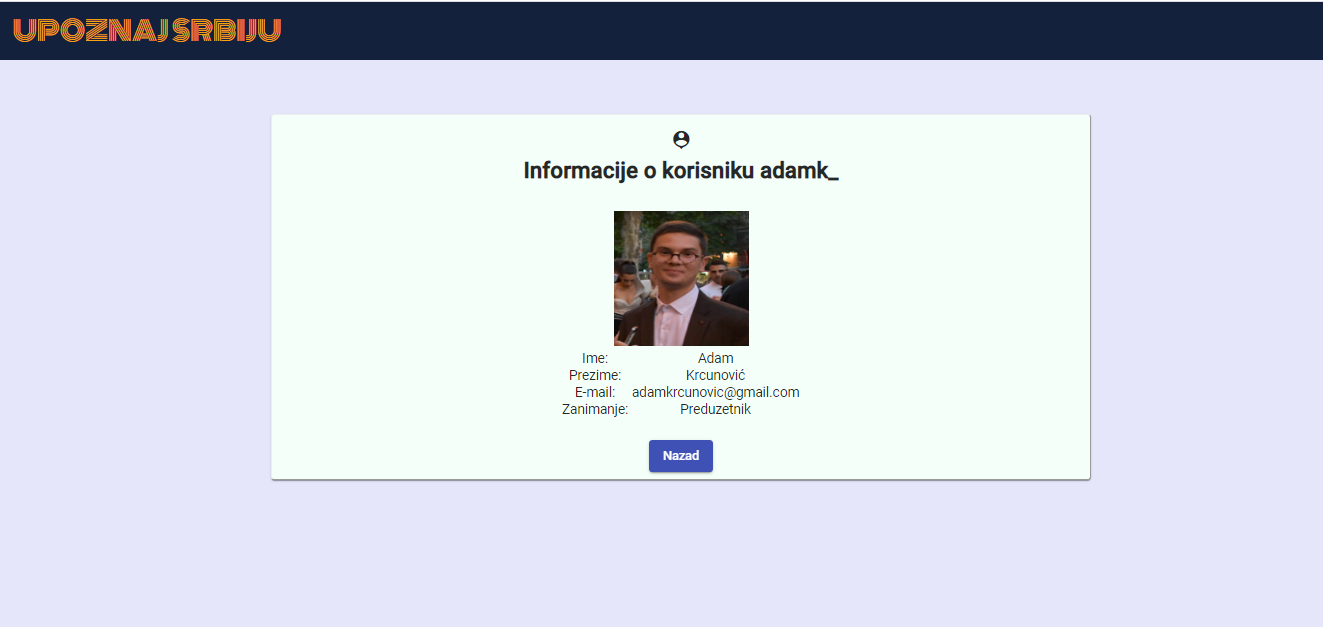 UPOZNAJ SRBIJU
Informacije o korisniku adamk_
Ime: Adam
Prezime: Krcunović
E-mail: adamkrcunovic@gmail.com
Zanimanje: Preduzetnik
Nazad